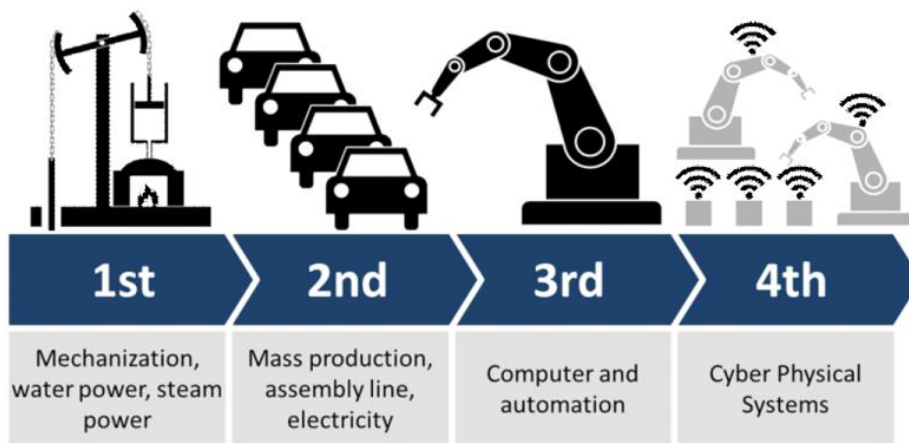 1st
2nd
3rd
4th
Mechanization,
water power, steam
power
Mass production,
assembly line,
electricity
Computer and
automation
Cyber Physical
Systems